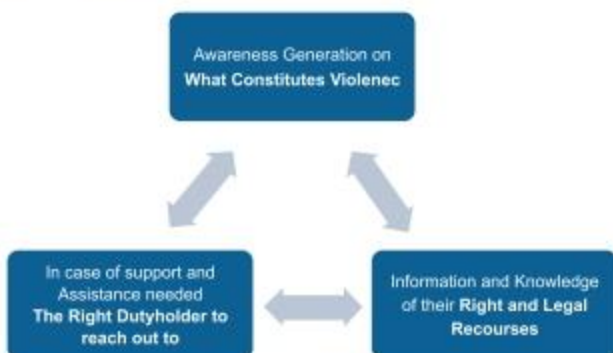 Awareness Generation on
What Constitutes Violenec
In case of support and
Assistance needed
The Right Dutyholder to
reach out to
Information and Knowledge
of their Right and Legal
Recourses